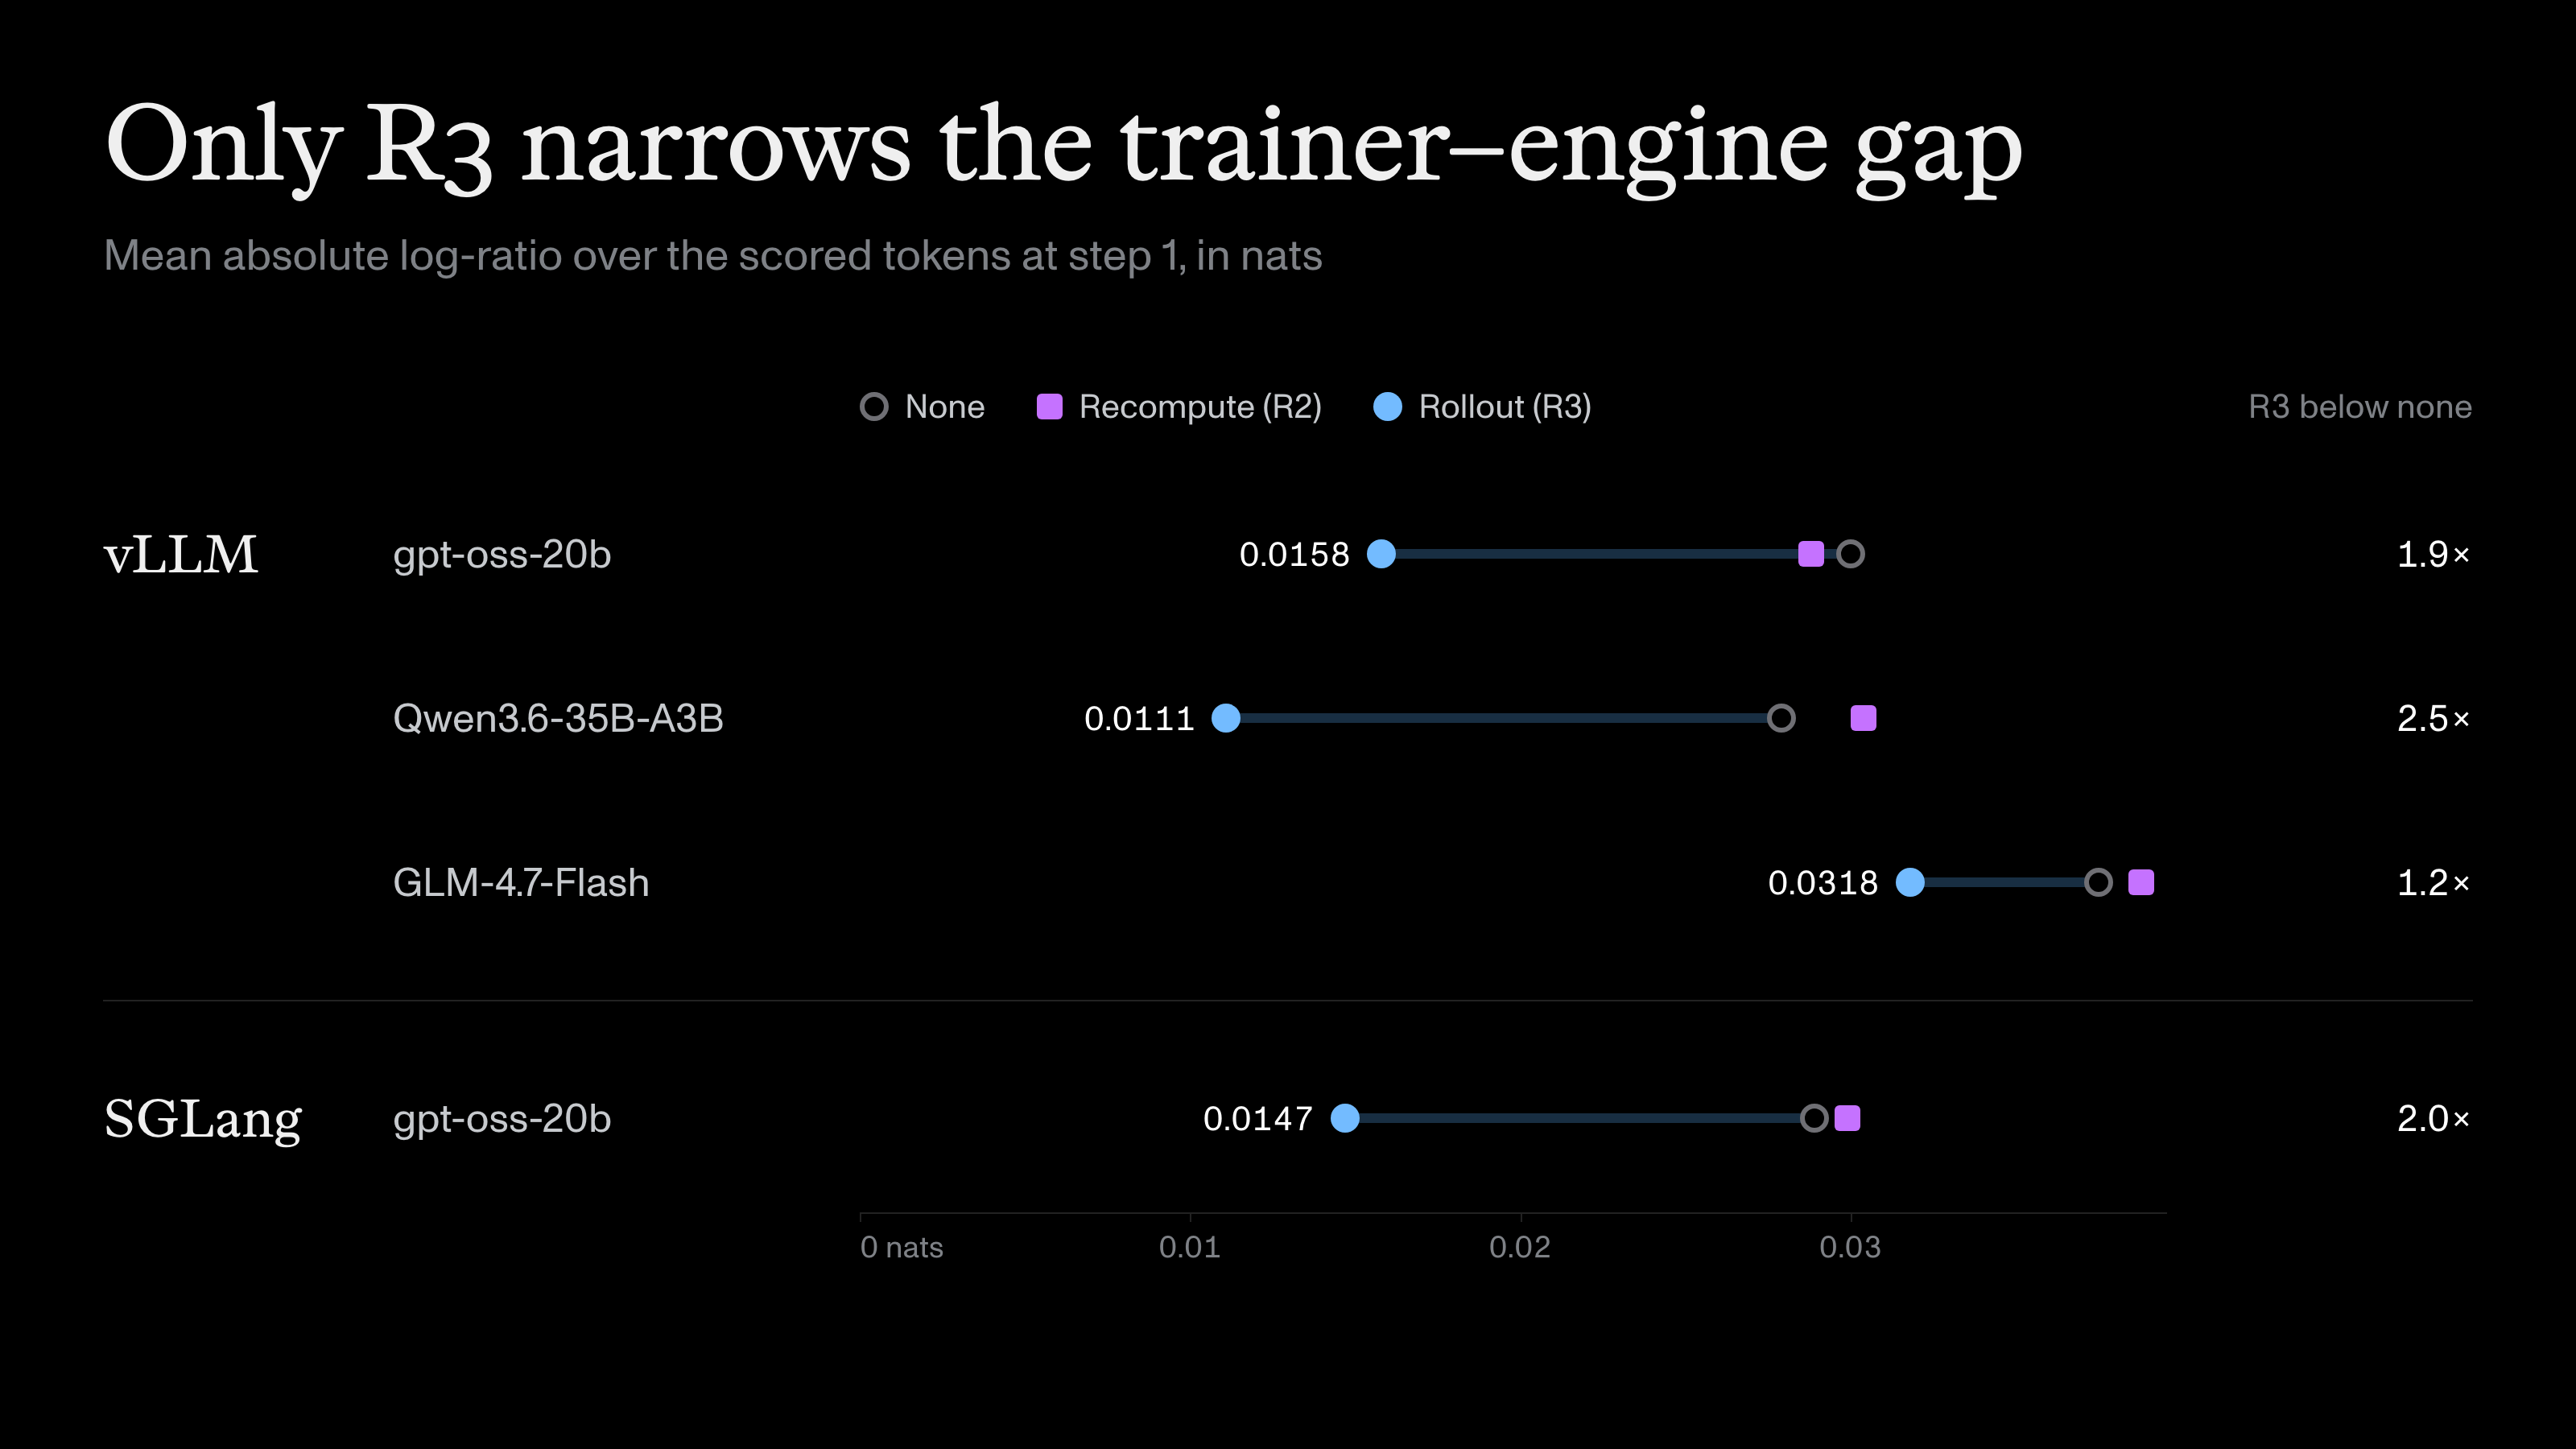 Only R3 narrows the trainer–engine gap
Mean absolute log-ratio over the scored tokens at step 1, in nats
None Recompute (R2) Rollout (R3) R3 below none
vLLM gpt-oss-20b 0.0158 1.9×
Qwen3.6-35B-A3B 0.0111 2.5×
GLM-4.7-Flash 0.0318 1.2×
SGLang gpt-oss-20b 0.0147 2.0×
0 nats 0.01 0.02 0.03